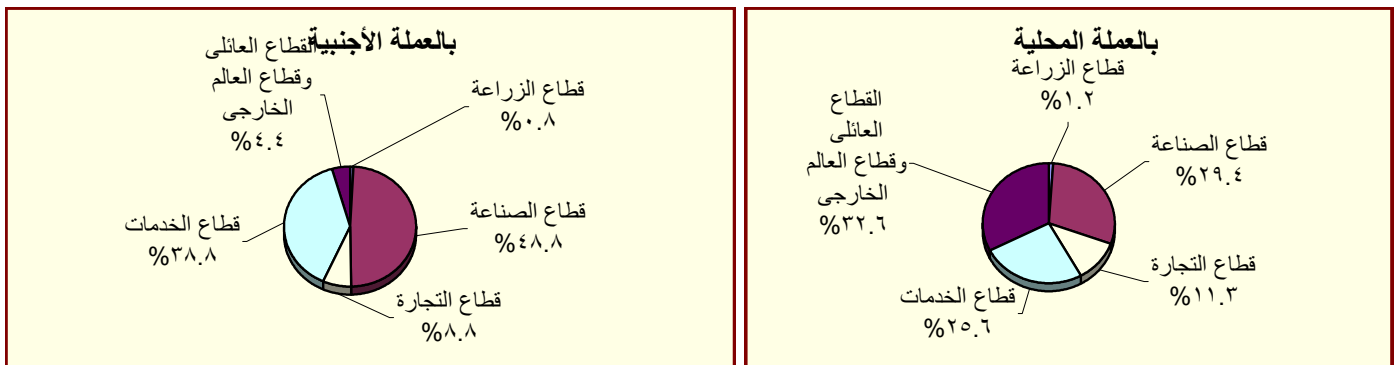 بالعملة المحلية
قطاع الزراعة
%١.٢
قطاع الصناعة
%٢٩.٤
قطاع التجارة
%١١.٣
قطاع الخدمات
%٢٥.٦
القطاع
العائلى
وقطاع العالم
الخارجى
%٣٢.٦
بالعملة الأجنبية
قطاع الزراعة
%٠.٨
قطاع الصناعة
%٤٨.٨
قطاع التجارة
%٨.٨
قطاع الخدمات
%٣٨.٨
القطاع العائلى
وقطاع العالم
الخارجى
%٤.٤